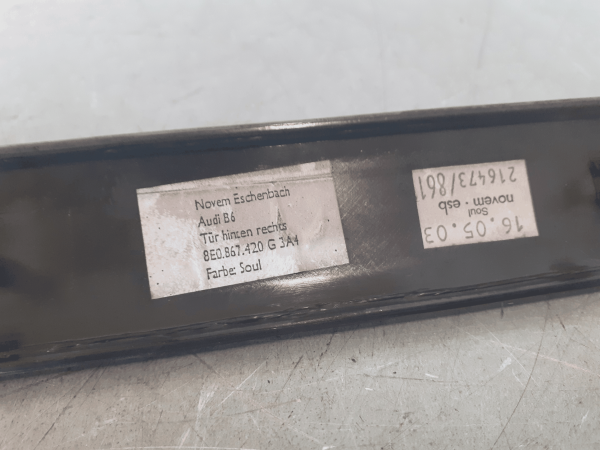 Novem Eschenbach
Audi B6
Tür hinten rechts
8E0.867.420 G 3A4
Farbe: Soul
16.05.03
novem - esb
Soul
216473/861